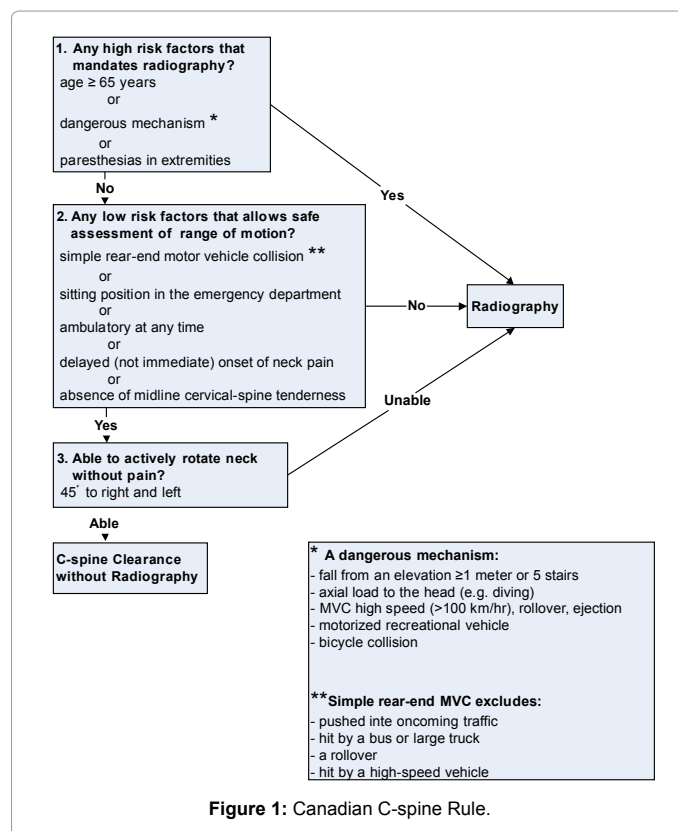 1. Any high risk factors that
mandates radiography?
age ≥ 65 years
or
dangerous mechanism *
or
paresthesias in extremities
No
Yes
2. Any low risk factors that allows safe
assessment of range of motion?
simple rear-end motor vehicle collision **
or
sitting position in the emergency department
or
ambulatory at any time
or
delayed (not immediate) onset of neck pain
or
absence of midline cervical-spine tenderness
No
Radiography
Yes
Unable
3. Able to actively rotate neck
without pain?
45° to right and left
Able
C-spine Clearance
without Radiography
* A dangerous mechanism:
- fall from an elevation ≥1 meter or 5 stairs
- axial load to the head (e.g. diving)
- MVC high speed (>100 km/hr), rollover, ejection
- motorized recreational vehicle
- bicycle collision
**Simple rear-end MVC excludes:
- pushed inte oncoming traffic
- hit by a bus or large truck
- a rollover
- hit by a high-speed vehicle
Figure 1: Canadian C-spine Rule.